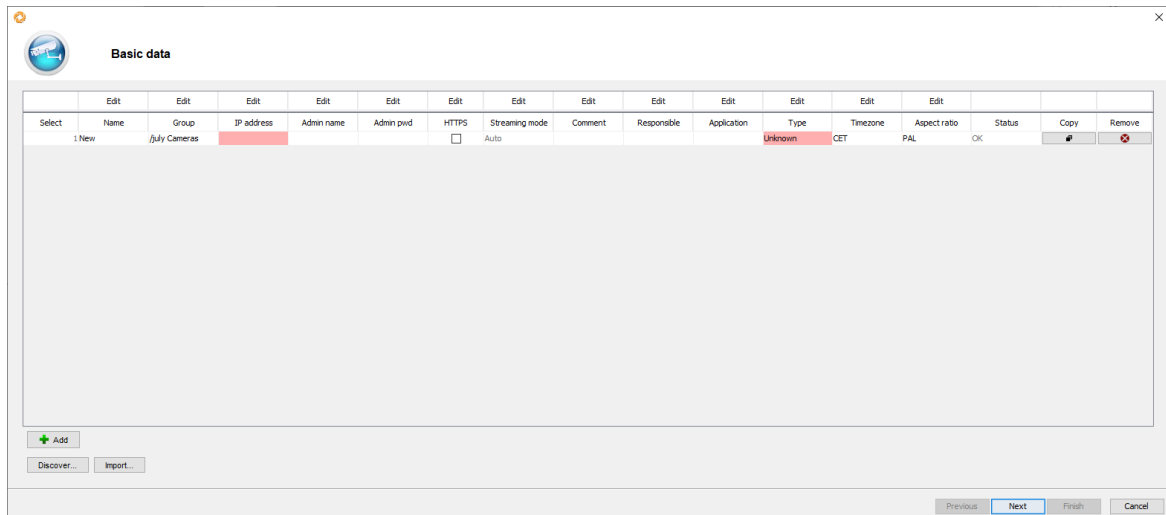 Basic data
Edit Edit Edit Edit Edit Edit Edit Edit Edit Edit Edit Edit Edit
Select Name Group IP address Admin name Admin pwd HTTPS Streaming mode Comment Responsible Application Type Timezone Aspect ratio Status Copy Remove
1 New /july Cameras Auto Unknown CET PAL OK
Add
Discover... Import...
Previous Next Finish Cancel